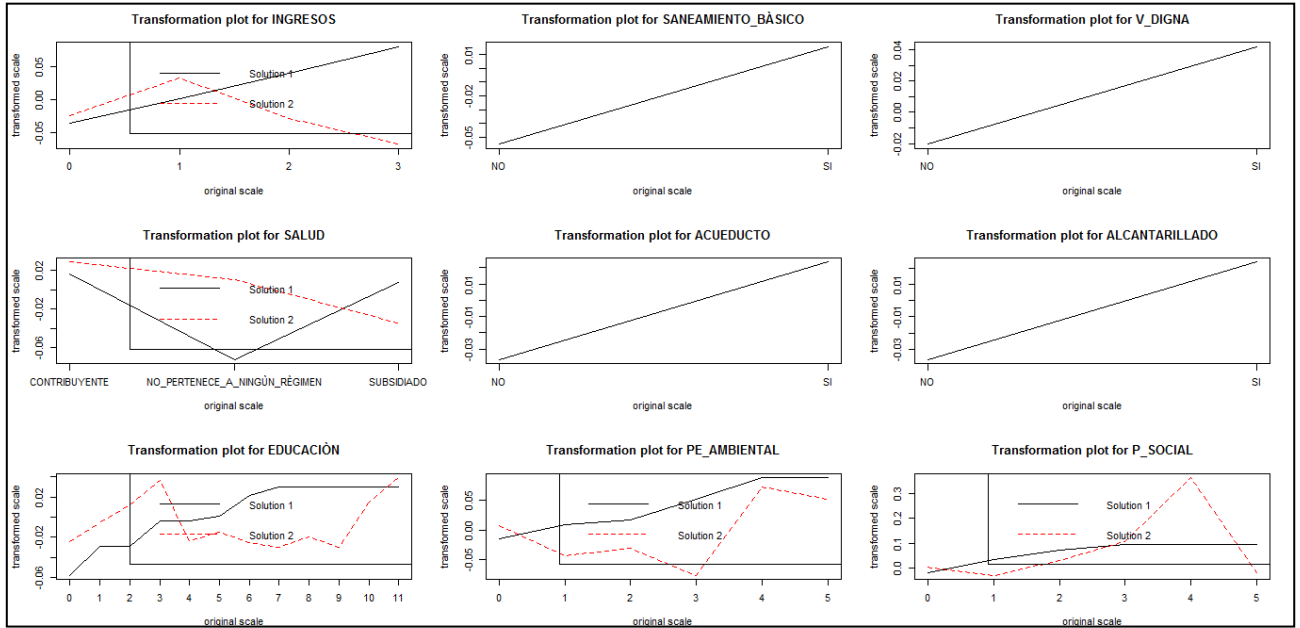 Transformation plot for INGRESOS
transformed scale
0.05
0.00
-0.05
Solution 1
Solution 2
0 1 2 3
original scale
Transformation plot for SANEAMIENTO_BÀSICO
transformed scale
0.01
-0.02
-0.05
NO SI
original scale
Transformation plot for V_DIGNA
transformed scale
0.04
0.02
0.00
-0.02
NO SI
original scale
Transformation plot for SALUD
transformed scale
0.02
-0.02
-0.06
Solution 1
Solution 2
CONTRIBUYENTE NO_PERTENECE_A_NINGÙN_RÈGIMEN SUBSIDIADO
original scale
Transformation plot for ACUEDUCTO
transformed scale
0.01
-0.01
-0.03
NO SI
original scale
Transformation plot for ALCANTARILLADO
transformed scale
0.01
-0.01
-0.03
NO SI
original scale
Transformation plot for EDUCACIÒN
transformed scale
0.02
-0.02
-0.06
Solution 1
Solution 2
0 1 2 3 4 5 6 7 8 9 10 11
original scale
Transformation plot for PE_AMBIENTAL
transformed scale
0.05
0.00
-0.05
Solution 1
Solution 2
0 1 2 3 4 5
original scale
Transformation plot for P_SOCIAL
transformed scale
0.3
0.2
0.1
0.0
Solution 1
Solution 2
0 1 2 3 4 5
original scale